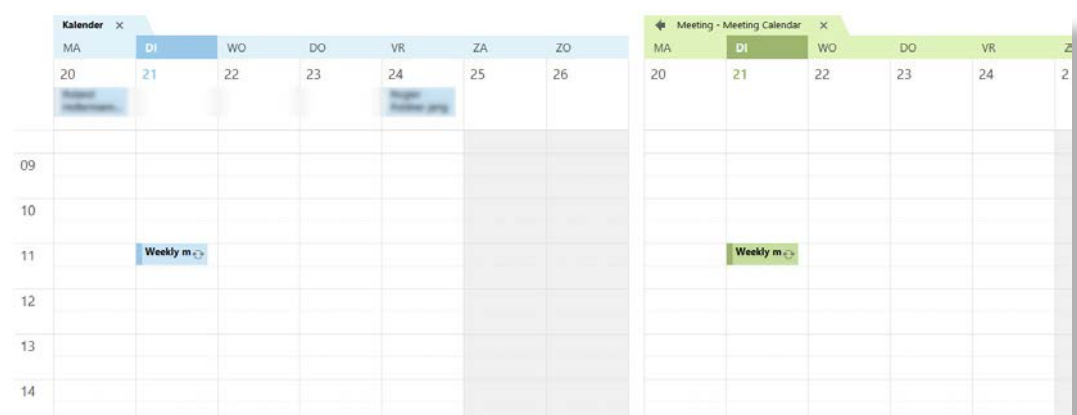 Kalender ×
MA DI WO DO VR ZA ZO
20 21 22 23 24 25 26
Meeting - Meeting Calendar ×
MA DI WO DO VR
20 21 22 23 24 2
09
10
11
Weekly m
Weekly m
12
13
14